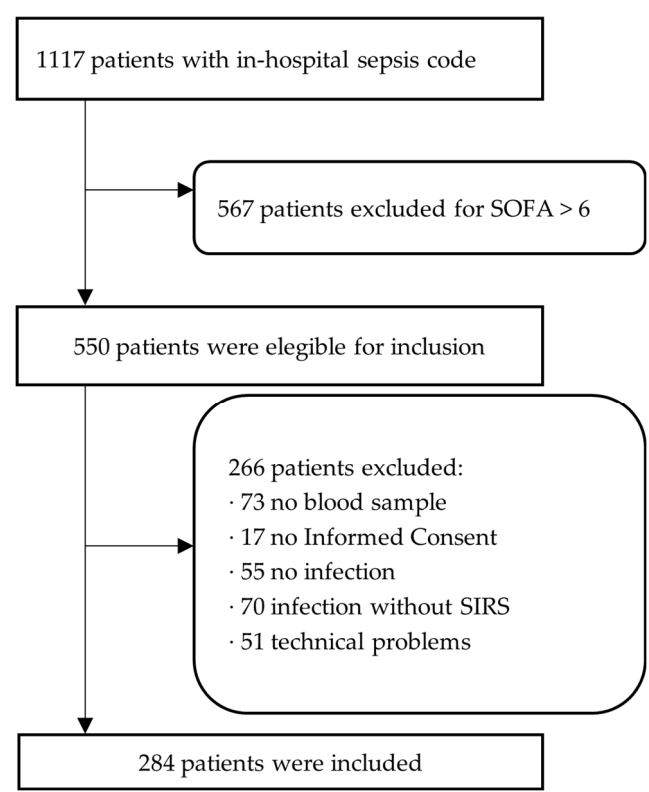 1117 patients with in-hospital sepsis code
567 patients excluded for SOFA > 6
550 patients were elegible for inclusion
266 patients excluded:
· 73 no blood sample
· 17 no Informed Consent
· 55 no infection
· 70 infection without SIRS
· 51 technical problems
284 patients were included